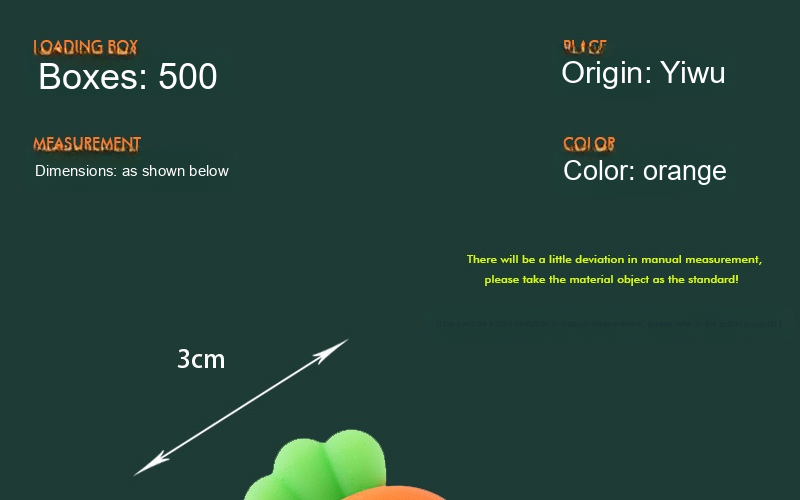 LOADING BOX
Boxes: 500
PLACE
Origin: Yiwu
MEASUREMENT
Dimensions: as shown below
COLOR
Color: orange
There will be a little deviation in manual measurement,
please take the material object as the standard!
3cm